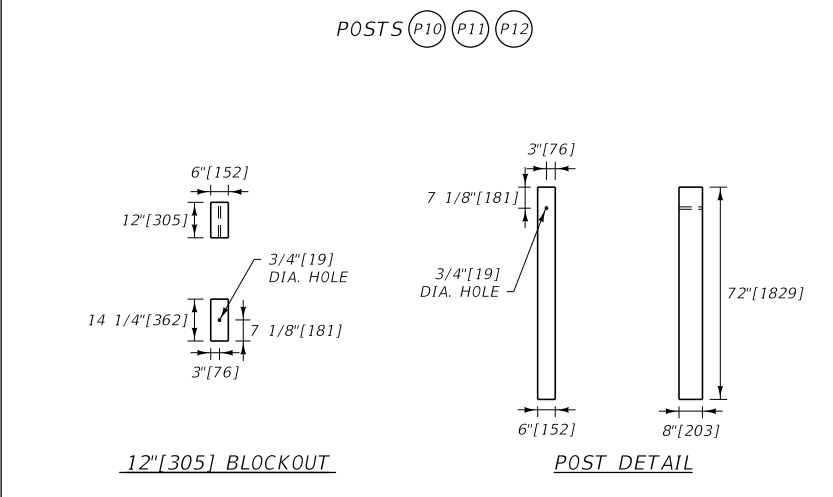 POSTS P10 P11 P12
6"[152]
12"[305]
3/4"[19]
DIA. HOLE
14 1/4"[362]
7 1/8"[181]
3"[76]
12"[305] BLOCKOUT
3"[76]
7 1/8"[181]
3/4"[19]
DIA. HOLE
72"[1829]
6"[152]
8"[203]
POST DETAIL